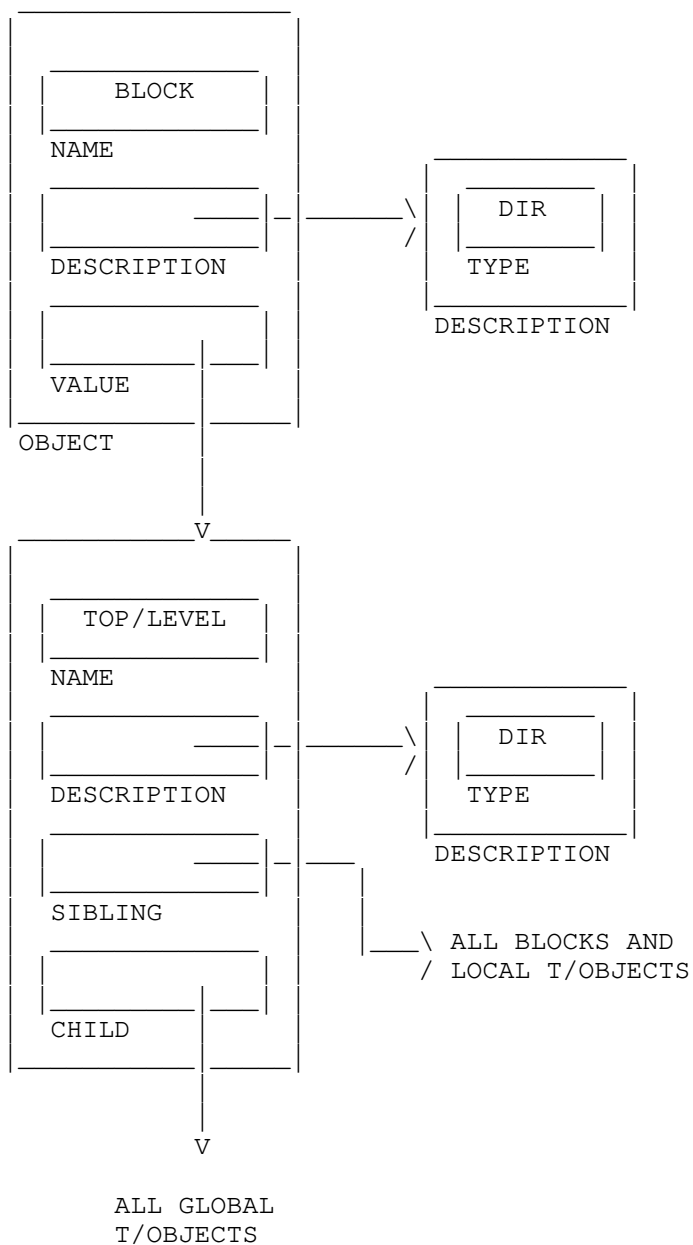 BLOCK
NAME
DIR
TYPE
DESCRIPTION
DESCRIPTION
VALUE
OBJECT
V
TOP/LEVEL
NAME
DIR
TYPE
DESCRIPTION
DESCRIPTION
SIBLING
ALL BLOCKS AND
LOCAL T/OBJECTS
CHILD
V
ALL GLOBAL
T/OBJECTS